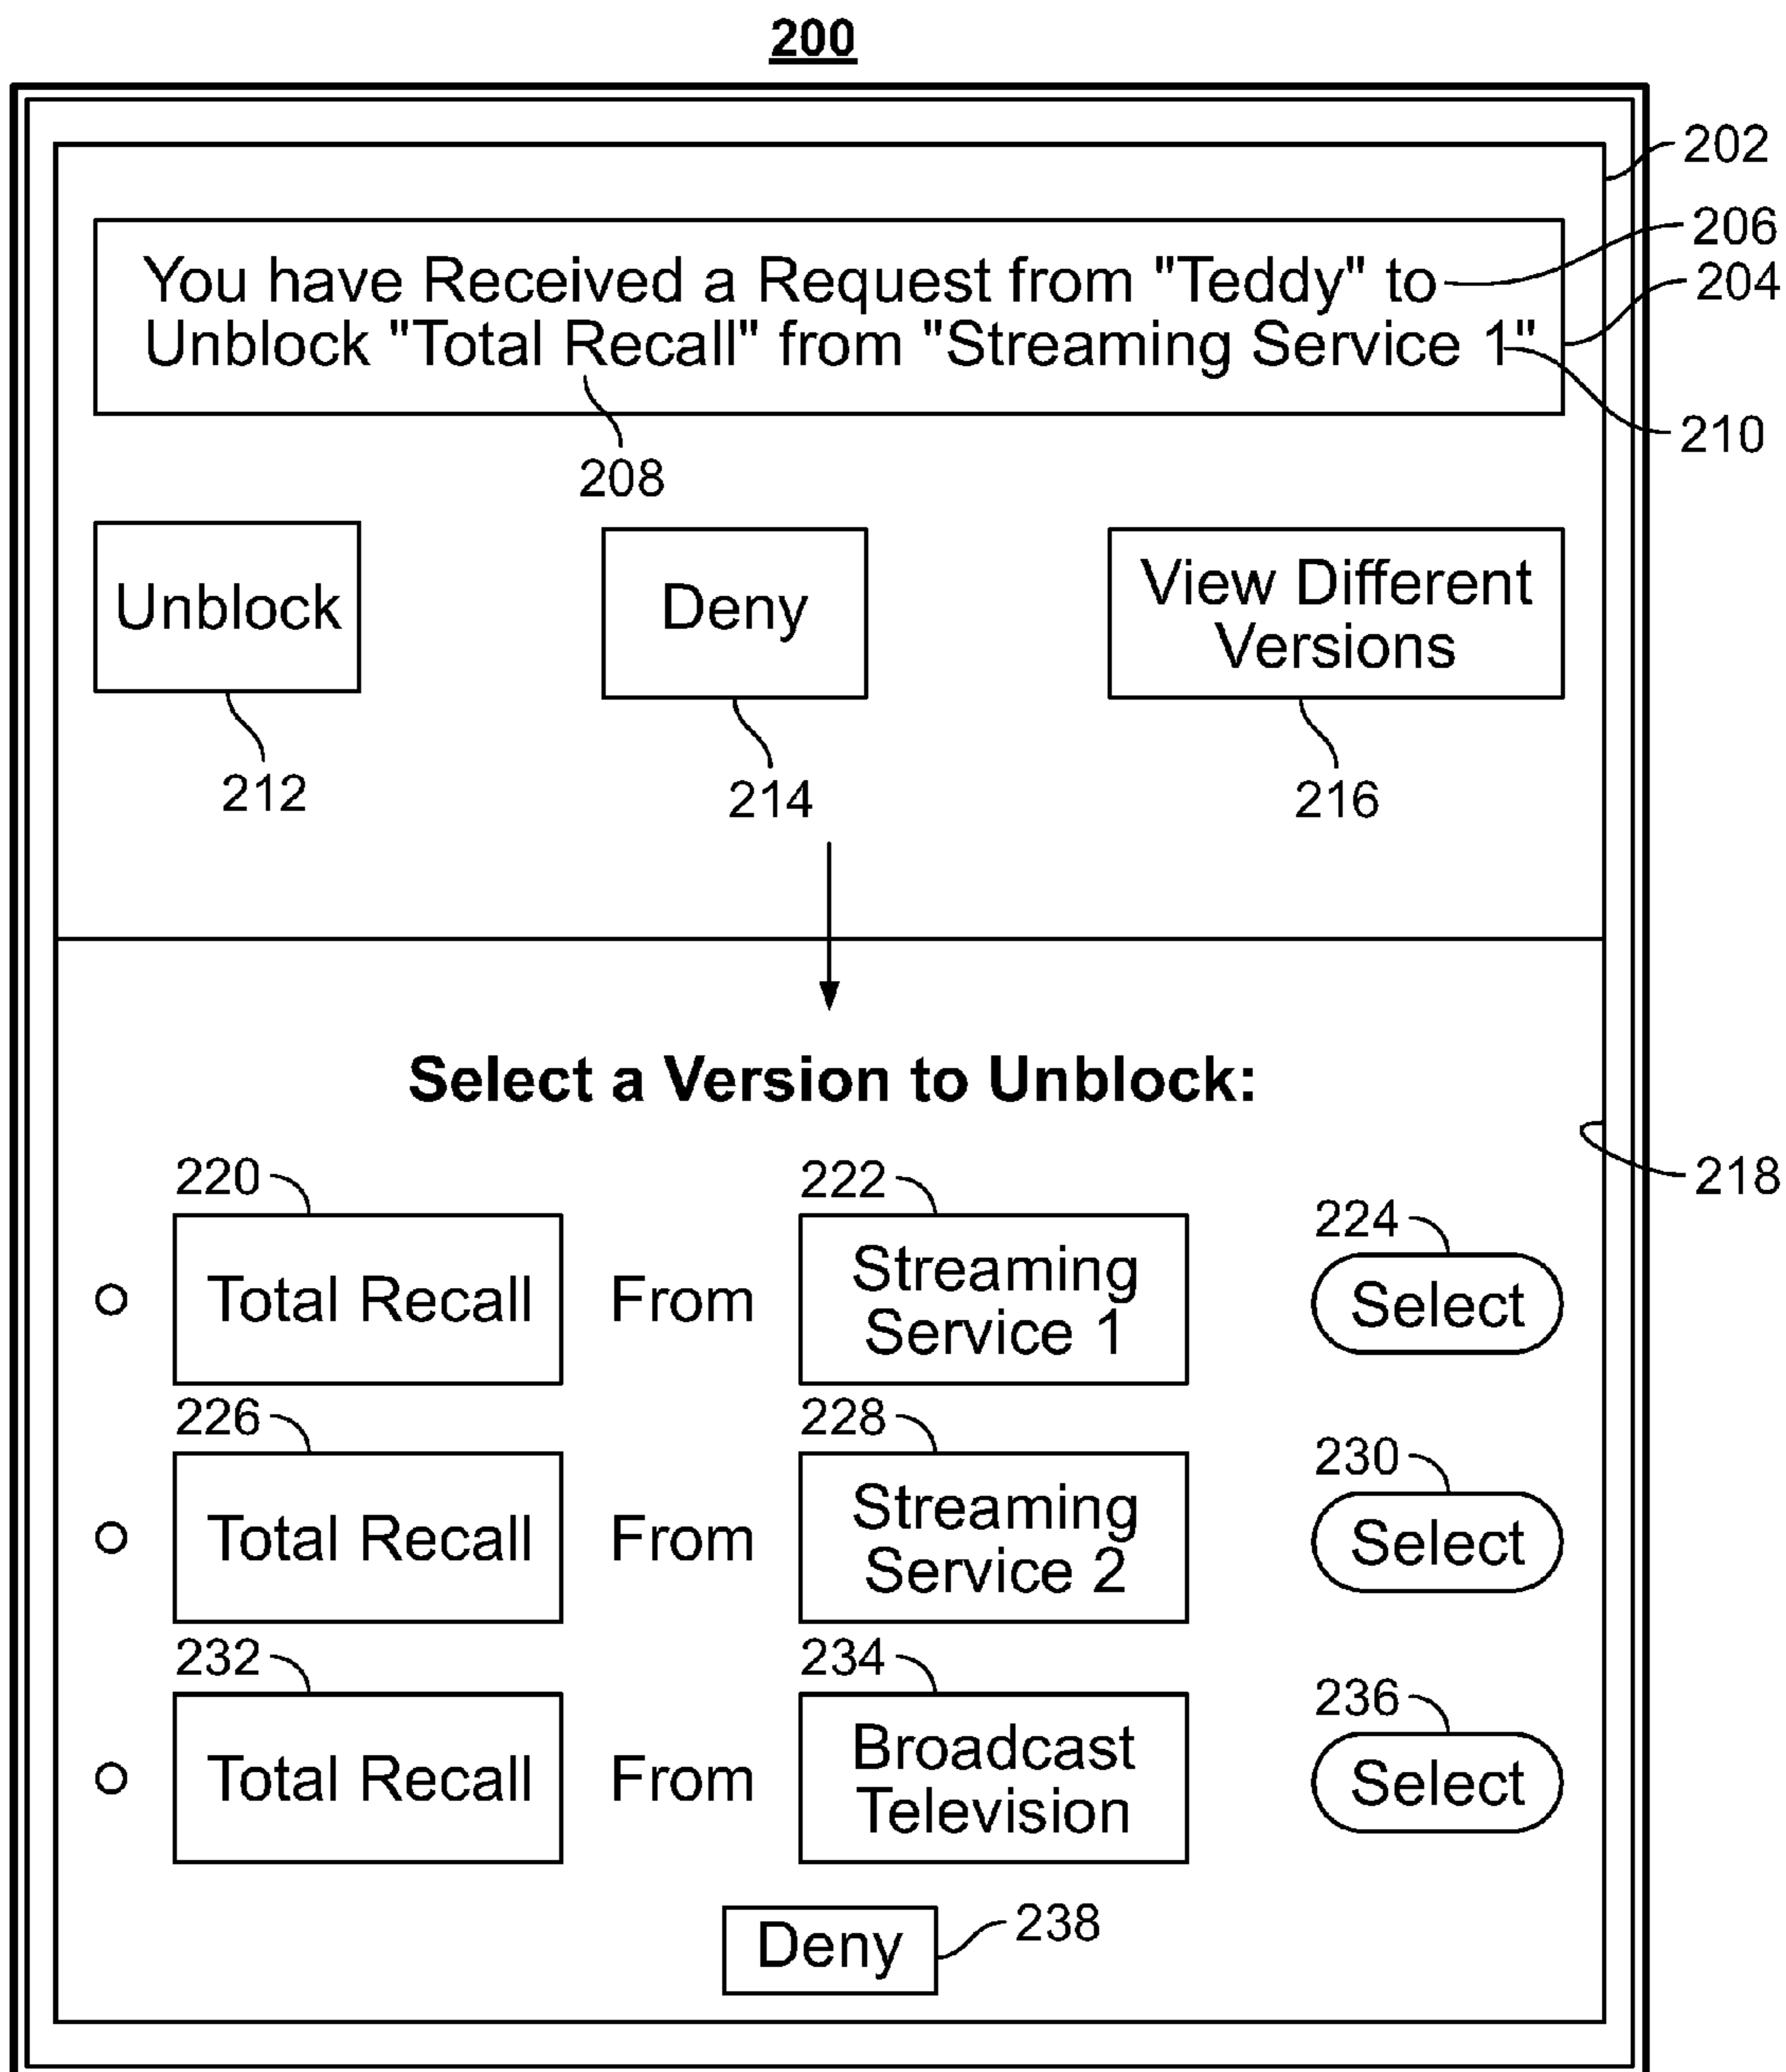 200
202
206
You have Received a Request from "Teddy" to
204
Unblock "Total Recall" from "Streaming Service 1"
210
208
Unblock
Deny
View Different
Versions
212
214
216
Select a Version to Unblock:
218
220
222
224
Total Recall From Streaming
Service 1
Select
226
228
230
Total Recall From Streaming
Service 2
Select
232
234
236
Total Recall From Broadcast
Television
Select
Deny
238